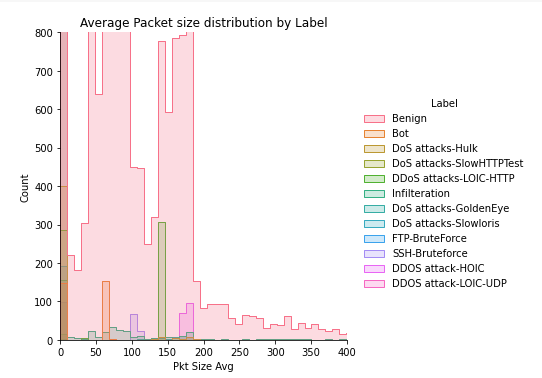 Average Packet size distribution by Label
800
700
600
500
400
300
200
100
0
Count
0 50 100 150 200 250 300 350 400
Pkt Size Avg
Label
Benign
Bot
DoS attacks-Hulk
DoS attacks-SlowHTTPTest
DDoS attacks-LOIC-HTTP
Infilteration
DoS attacks-GoldenEye
DoS attacks-Slowloris
FTP-BruteForce
SSH-Bruteforce
DDOS attack-HOIC
DDOS attack-LOIC-UDP